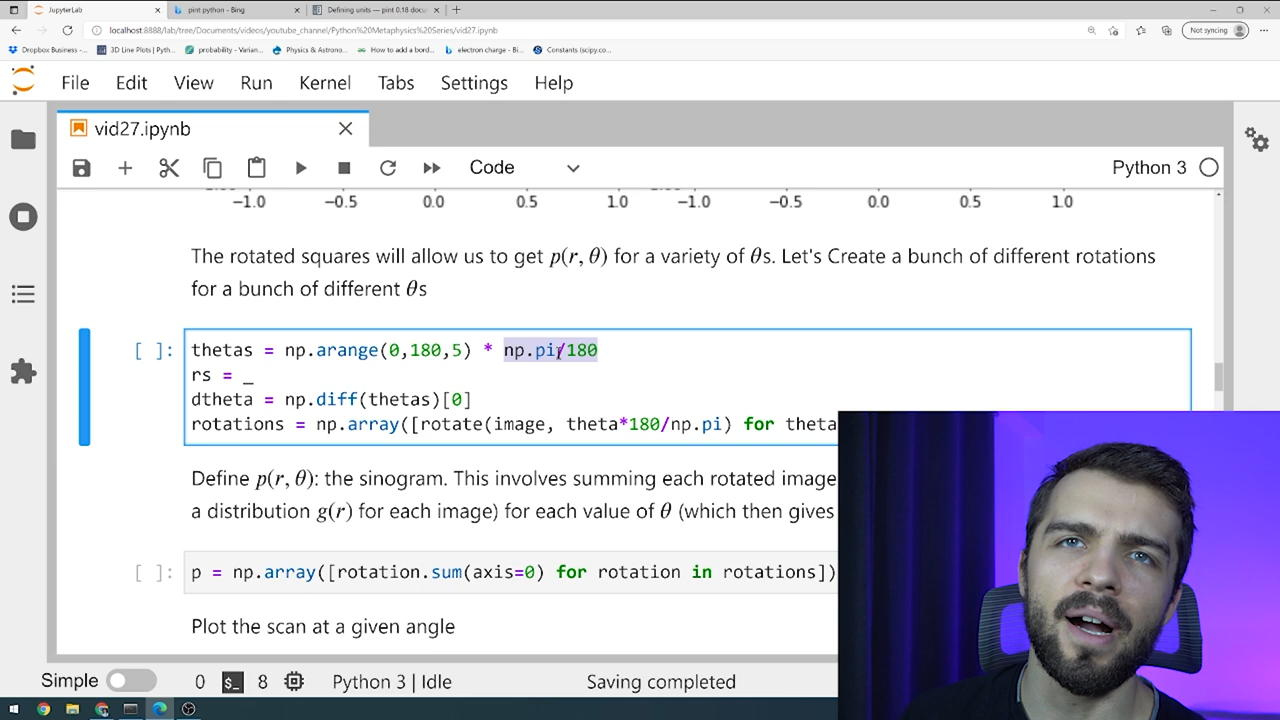 JupyterLab
pint python - Bing
Defining units — pint 0.18 doc
localhost:8888/lab/tree/Documents/videos/youtube_channel/Python%20Metaphysics%20Series/vid27.ipynb
Not syncing
Dropbox Business -...
3D Line Plots | Pyth...
probability - Varian...
Physics & Astrono...
How to add a bord...
electron charge - Bi...
Constants (scipy.co...
File Edit View Run Kernel Tabs Settings Help
vid27.ipynb
Code
Python 3
-1.0 -0.5 0.0 0.5 1.0 -1.0 -0.5 0.0 0.5 1.0
The rotated squares will allow us to get p(r, θ) for a variety of θs. Let's Create a bunch of different rotations
for a bunch of different θs
[ ]: thetas = np.arange(0,180,5) * np.pi/180
rs = _
dtheta = np.diff(thetas)[0]
rotations = np.array([rotate(image, theta*180/np.pi) for theta
Define p(r, θ): the sinogram. This involves summing each rotated image
a distribution g(r) for each image) for each value of θ (which then gives
[ ]: p = np.array([rotation.sum(axis=0) for rotation in rotations])
Plot the scan at a given angle
Simple 0 $_ 8 Python 3 | Idle Saving completed